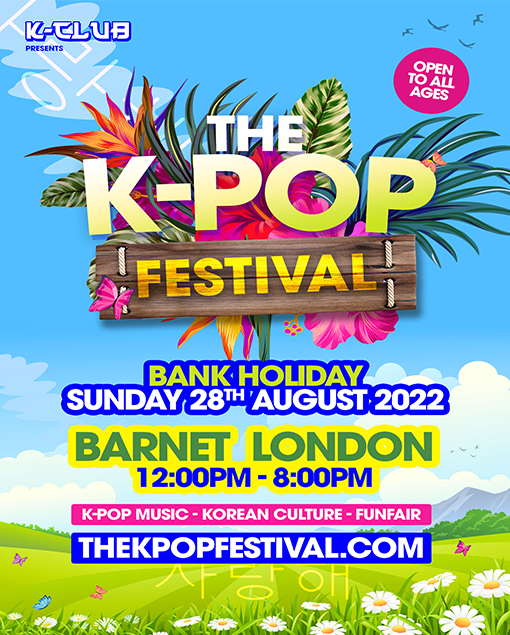 K-CLUB
PRESENTS
OPEN
TO ALL
AGES
THE
K-POP
FESTIVAL
BANK HOLIDAY
SUNDAY 28TH AUGUST 2022
BARNET LONDON
12:00PM - 8:00PM
K-POP MUSIC - KOREAN CULTURE - FUNFAIR
THEKPOPFESTIVAL.COM
사랑해